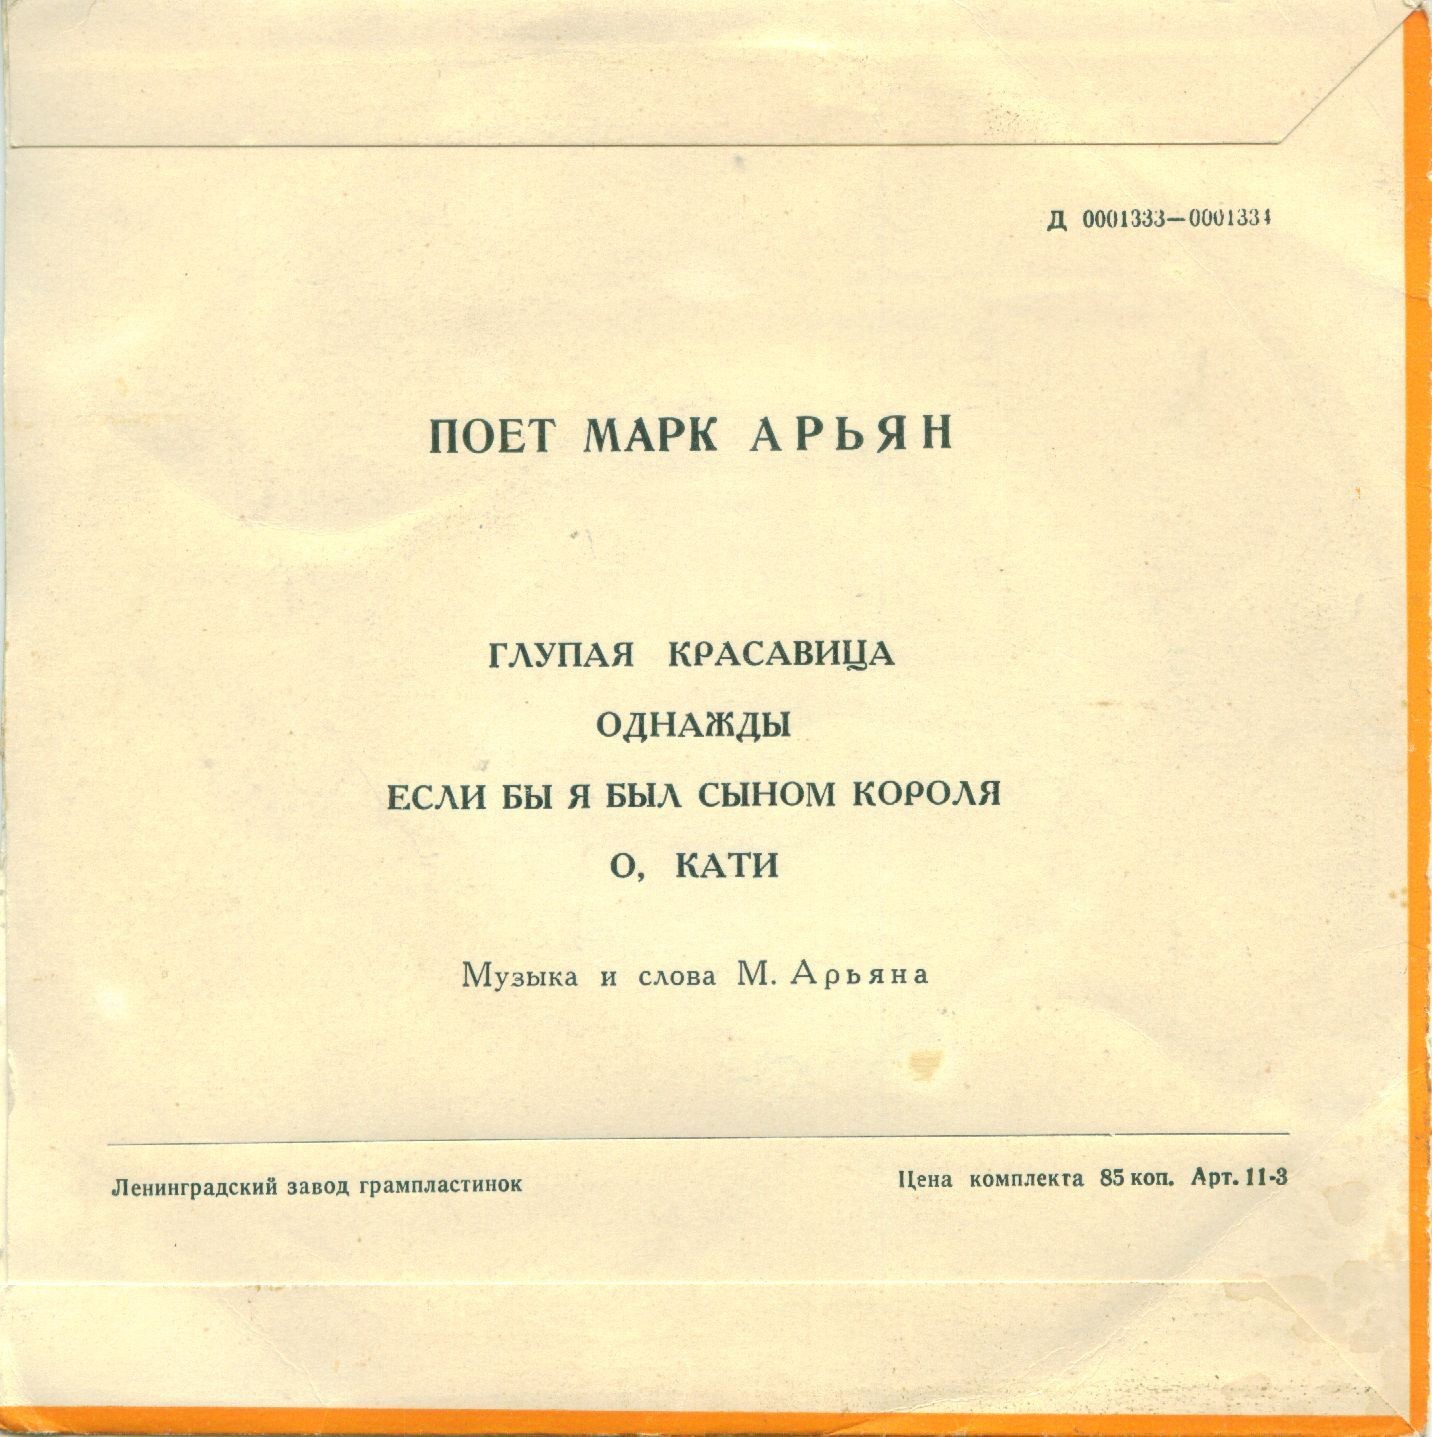 Д 0001333—0001334
ПОЕТ МАРК АРЬЯН
ГЛУПАЯ КРАСАВИЦА
ОДНАЖДЫ
ЕСЛИ БЫ Я БЫЛ СЫНОМ КОРОЛЯ
О, КАТИ
Музыка и слова М. Арьяна
Ленинградский завод грампластинок
Цена комплекта 85 коп. Арт. 11-3